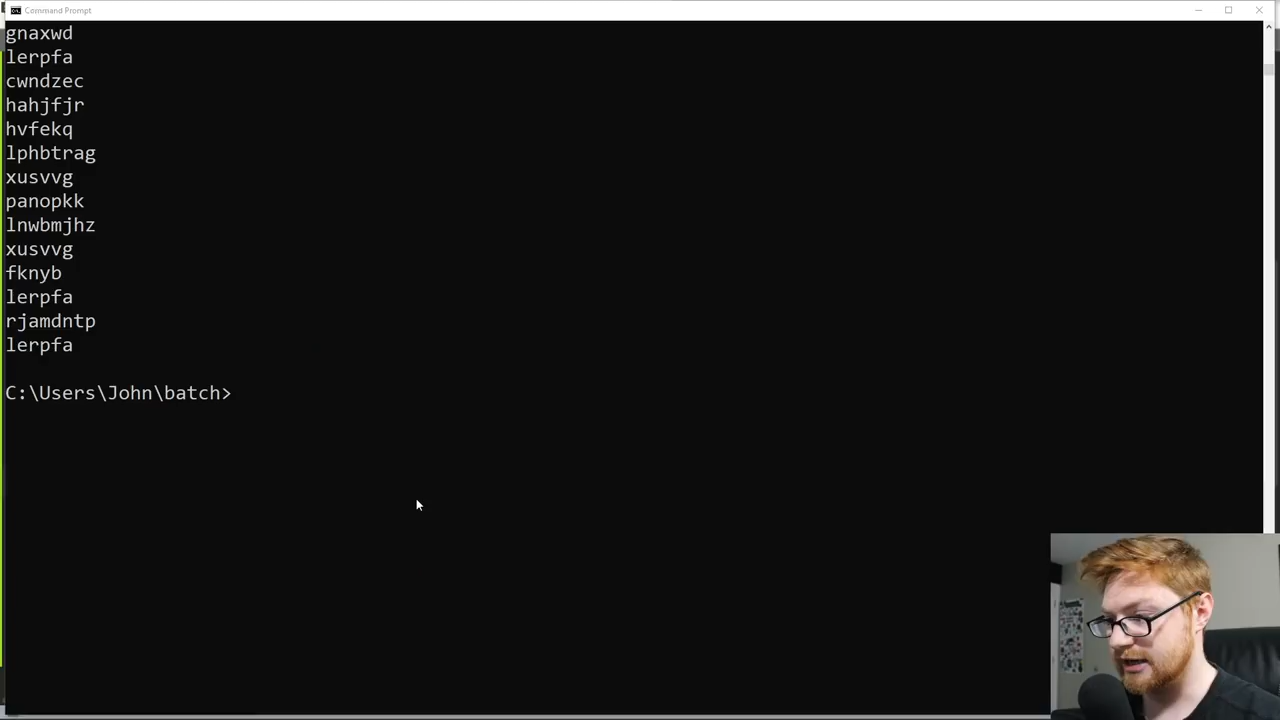 Command Prompt
gnaxwd
lerpfa
cwndzec
hahjfjr
hvfekq
lphbtrag
xusvvg
panopkk
lnwbmjhz
xusvvg
fknyb
lerpfa
rjamdntp
lerpfa
C:\Users\John\batch>